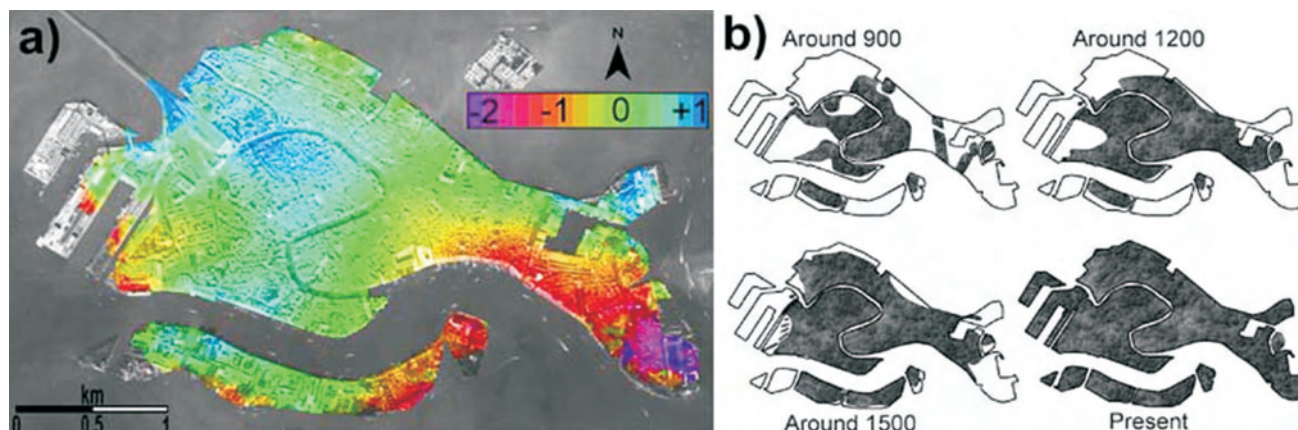 a)
N
-2 -1 0 +1
km
0 0.5 1
b)
Around 900
Around 1200
Around 1500
Present